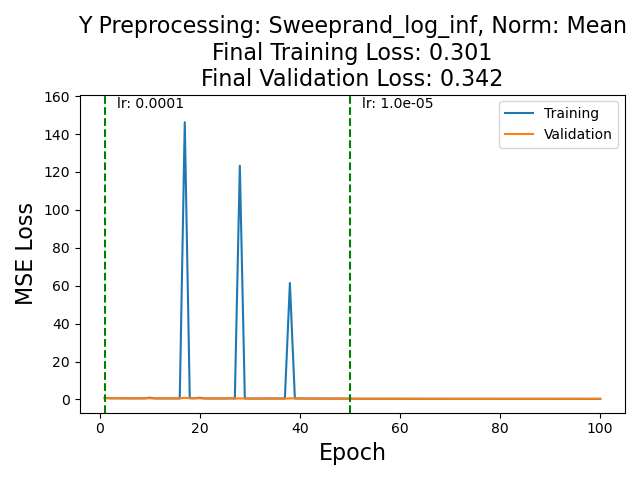 Y Preprocessing: Sweeprand_log_inf, Norm: Mean
Final Training Loss: 0.301
Final Validation Loss: 0.342
160
140
120
100
80
60
40
20
0
MSE Loss
lr: 0.0001
lr: 1.0e-05
Training
Validation
0
20
40
60
80
100
Epoch